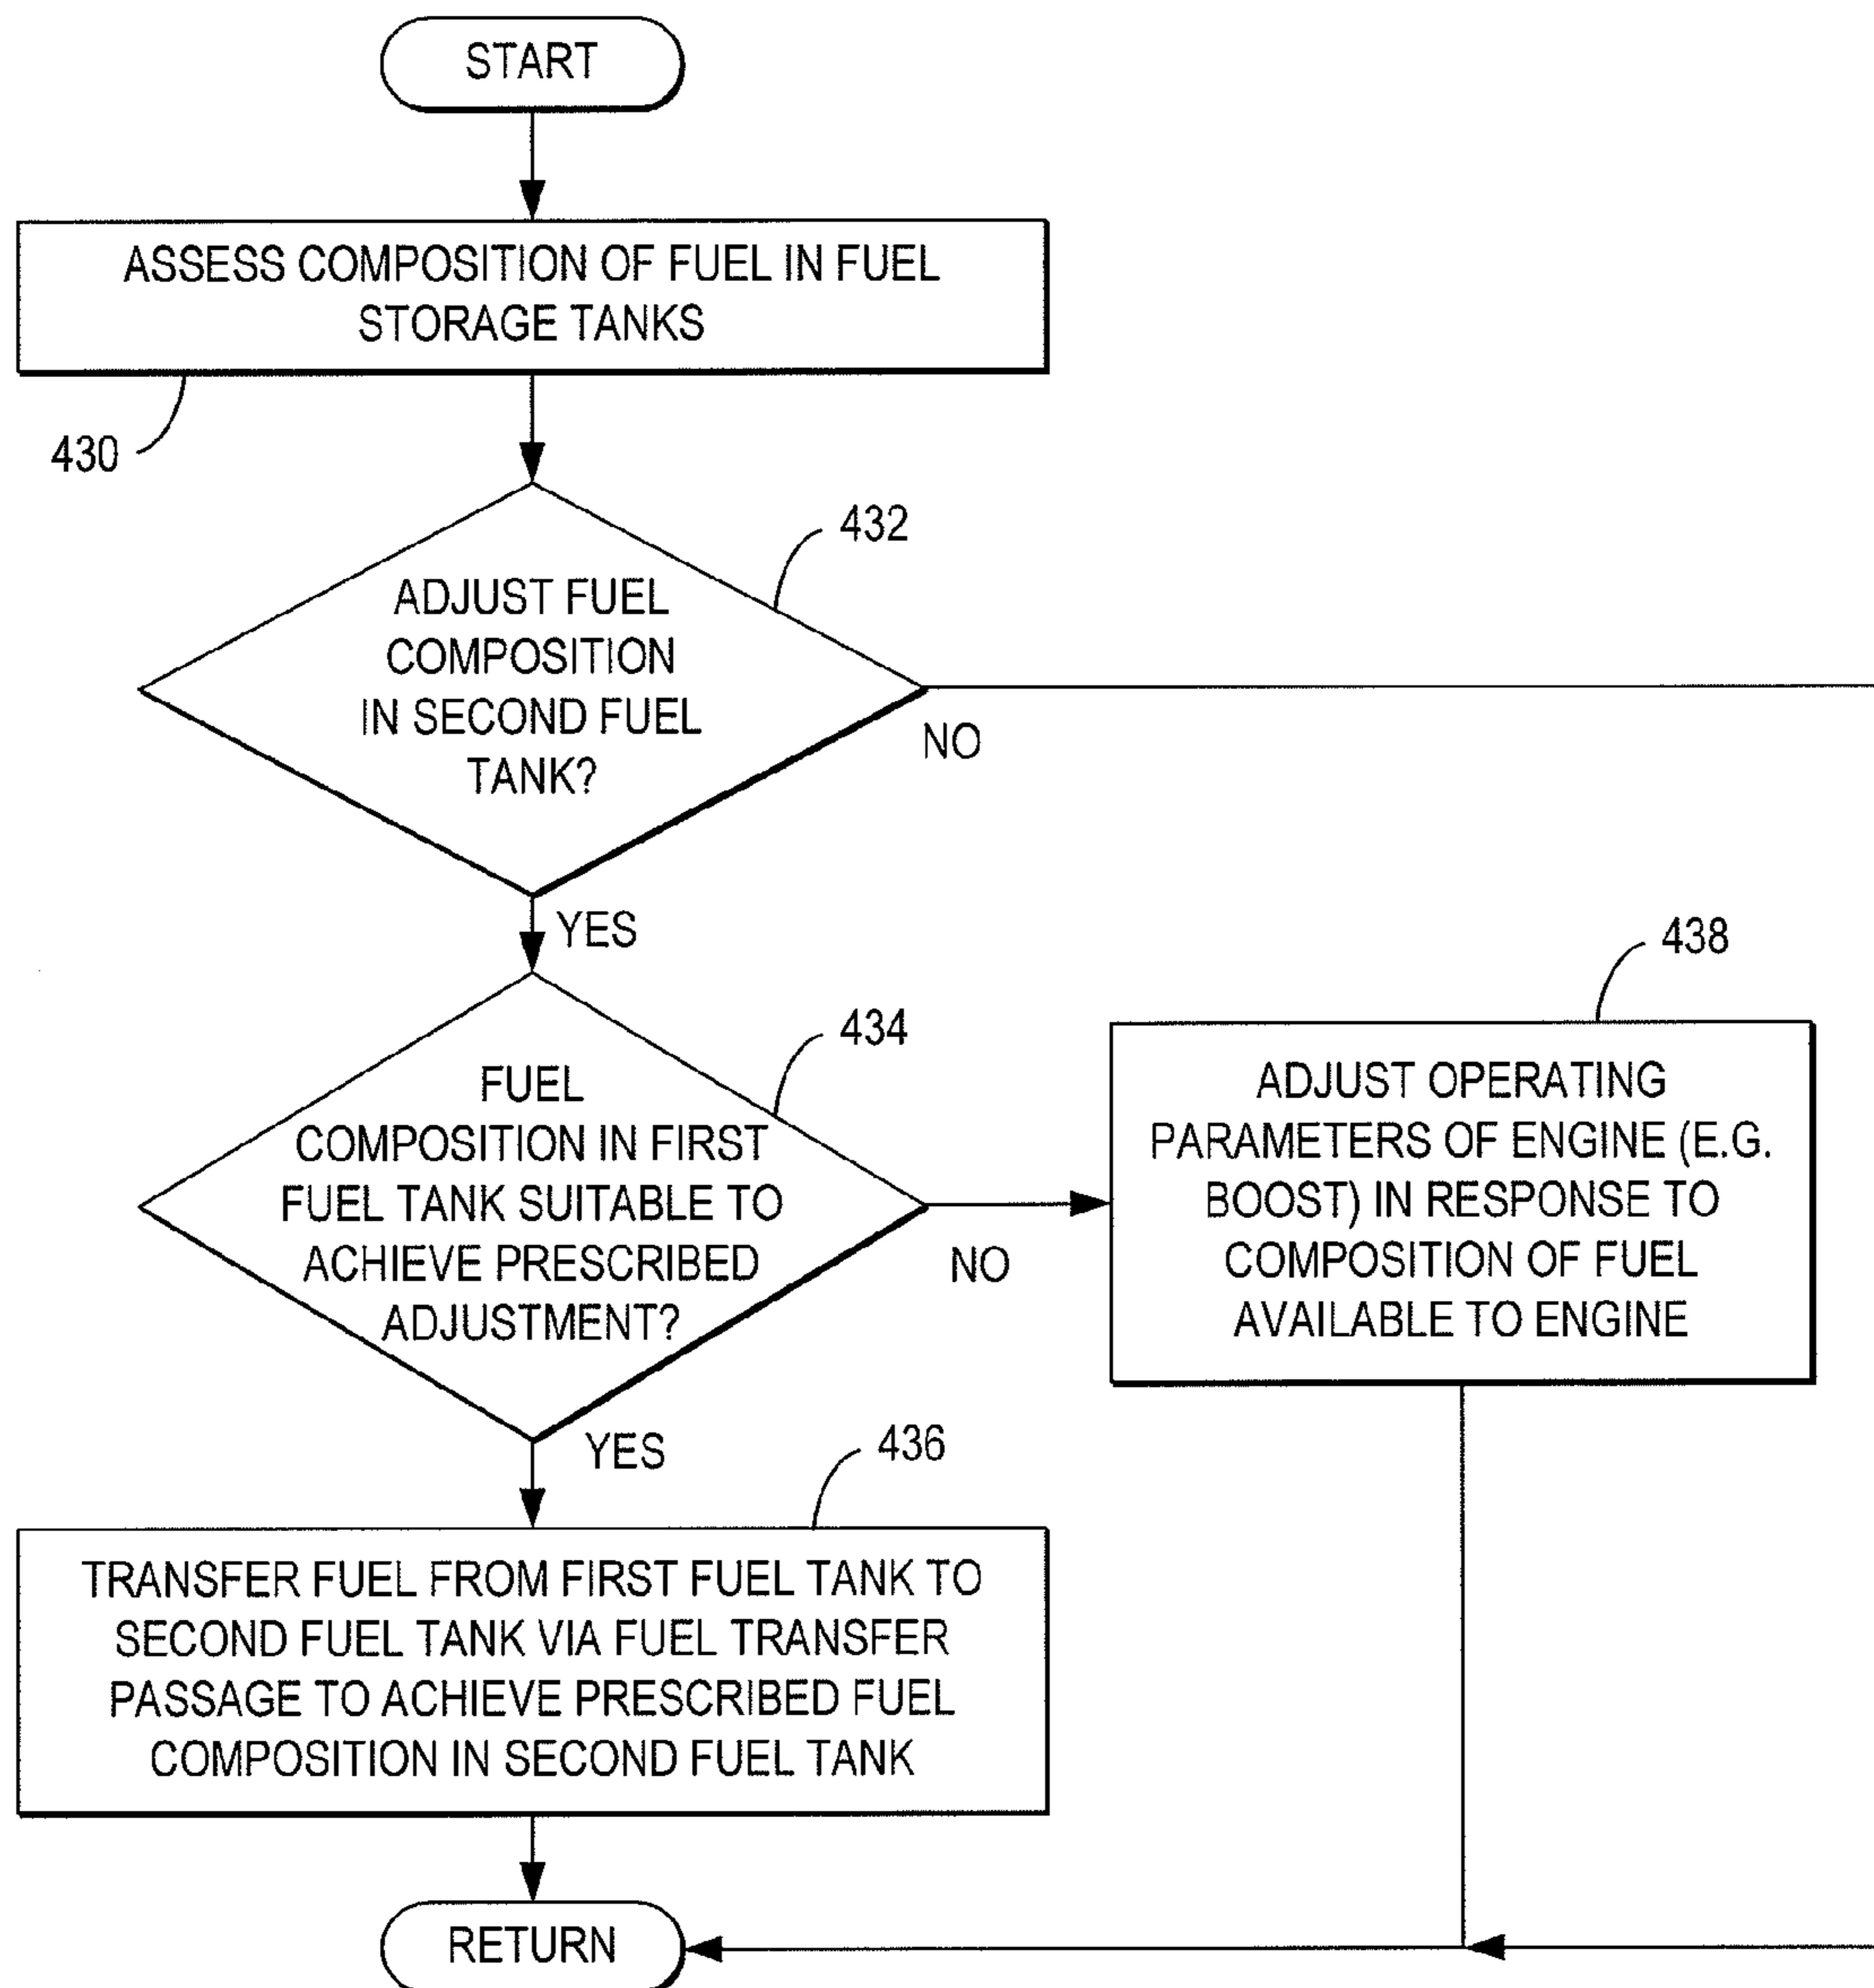 START
ASSESS COMPOSITION OF FUEL IN FUEL
STORAGE TANKS
430
432
ADJUST FUEL
COMPOSITION
IN SECOND FUEL
TANK?
NO
YES
438
434
FUEL
COMPOSITION IN FIRST
FUEL TANK SUITABLE TO
ACHIEVE PRESCRIBED
ADJUSTMENT?
NO
ADJUST OPERATING
PARAMETERS OF ENGINE (E.G.
BOOST) IN RESPONSE TO
COMPOSITION OF FUEL
AVAILABLE TO ENGINE
YES
436
TRANSFER FUEL FROM FIRST FUEL TANK TO
SECOND FUEL TANK VIA FUEL TRANSFER
PASSAGE TO ACHIEVE PRESCRIBED FUEL
COMPOSITION IN SECOND FUEL TANK
RETURN